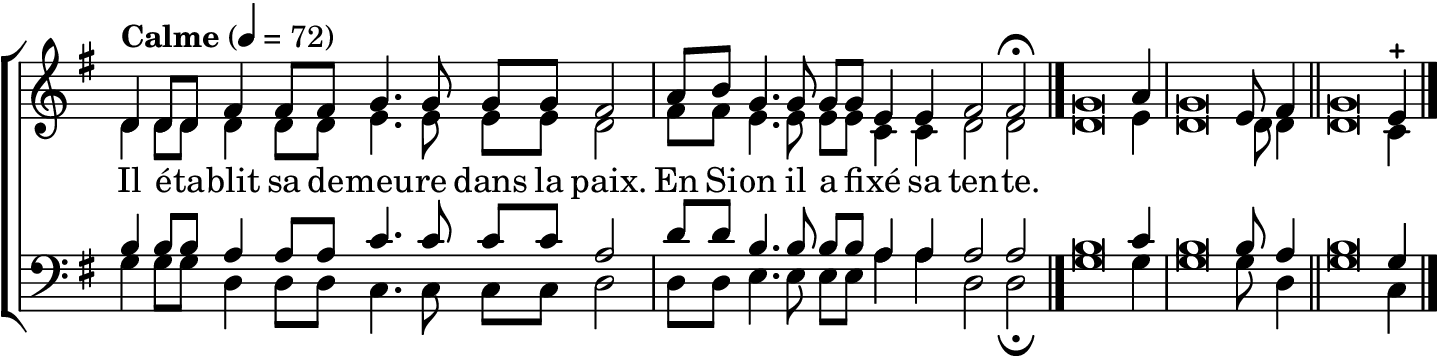 Calme (♩ = 72)
Il établit sa demeure dans la paix. En Sion il a fixé sa tente.